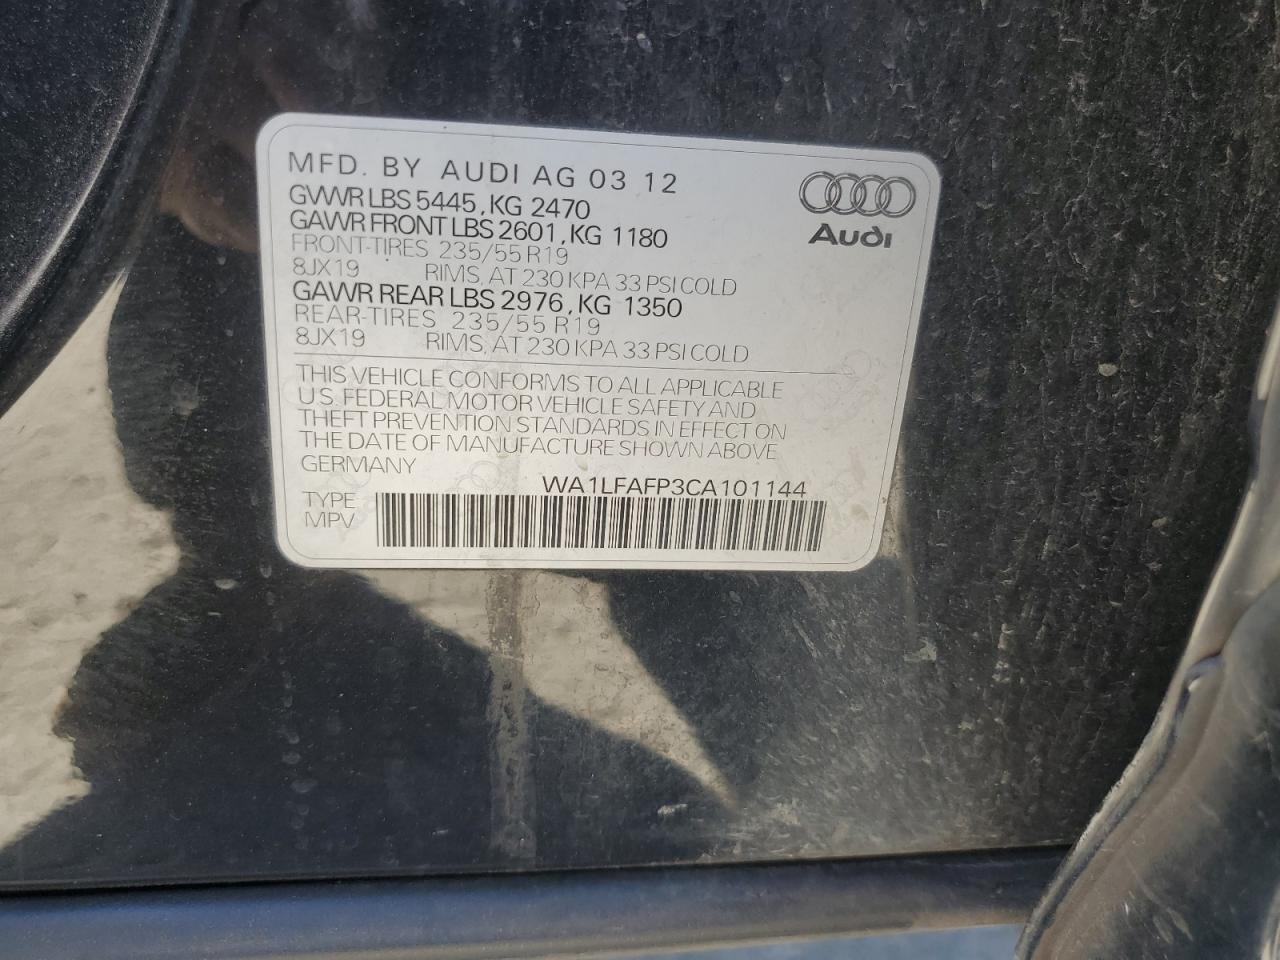 MFD. BY AUDI AG 03 12
GVWR LBS 5445, KG 2470
GAWR FRONT LBS 2601, KG 1180
FRONT-TIRES 235/55 R19
8JX19 RIMS, AT 230 KPA 33 PSI COLD
GAWR REAR LBS 2976, KG 1350
REAR-TIRES 235/55 R19
8JX19 RIMS, AT 230 KPA 33 PSI COLD
Audi
THIS VEHICLE CONFORMS TO ALL APPLICABLE
U.S. FEDERAL MOTOR VEHICLE SAFETY AND
THEFT PREVENTION STANDARDS IN EFFECT ON
THE DATE OF MANUFACTURE SHOWN ABOVE
GERMANY
WA1LFAFP3CA101144
TYPE
MPV